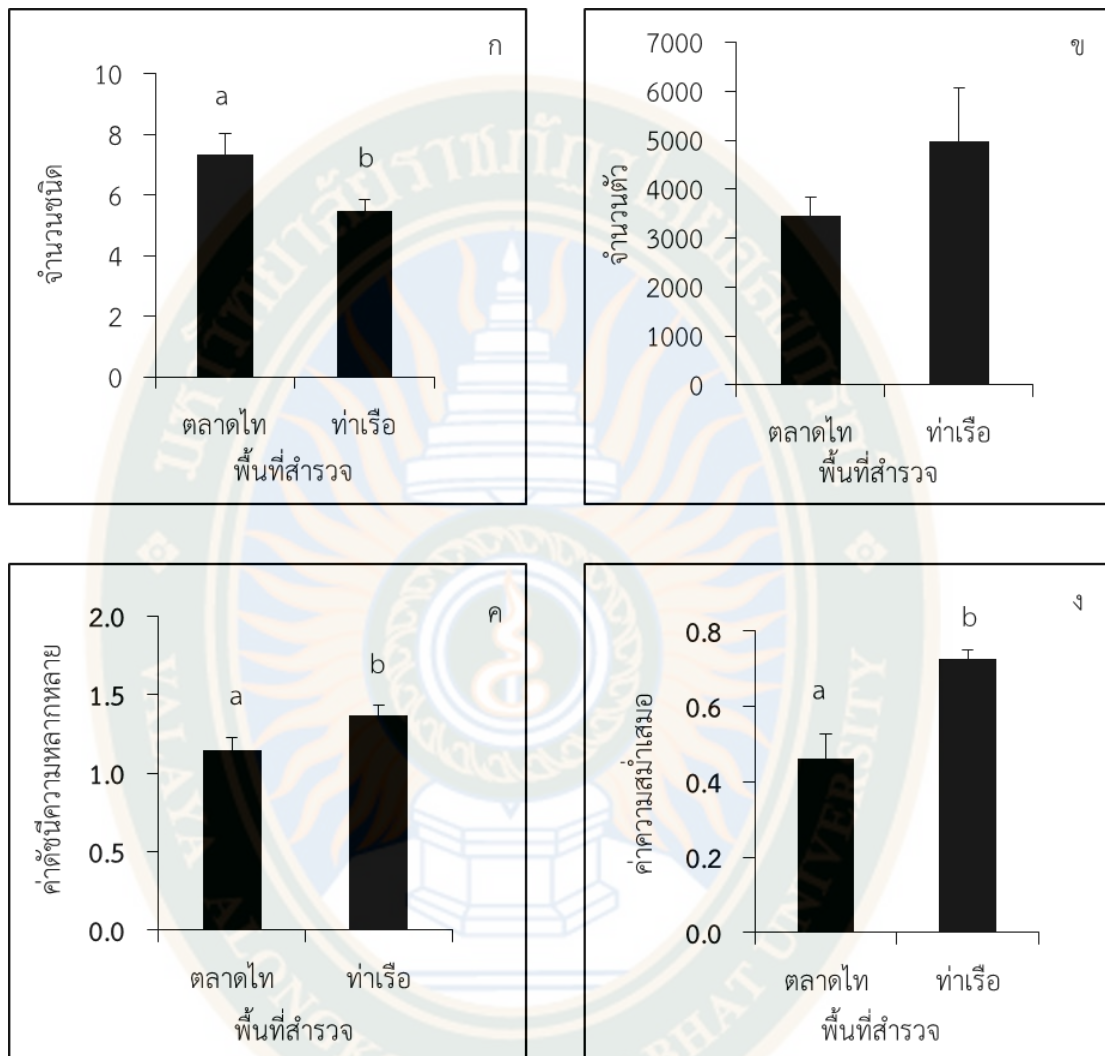 ก
10
8
6
4
2
0
a
b
จำนวนชนิด
ตลาดไท
ท่าเรือ
พื้นที่สำรวจ
ข
7000
6000
5000
4000
3000
2000
1000
0
จำนวนตัว
ตลาดไท
ท่าเรือ
พื้นที่สำรวจ
ค
2.0
1.5
1.0
0.5
0.0
a
b
ค่าดัชนีความหลากหลาย
ตลาดไท
ท่าเรือ
พื้นที่สำรวจ
ง
0.8
0.6
0.4
0.2
0.0
a
b
ค่าความสม่ำเสมอ
ตลาดไท
ท่าเรือ
พื้นที่สำรวจ